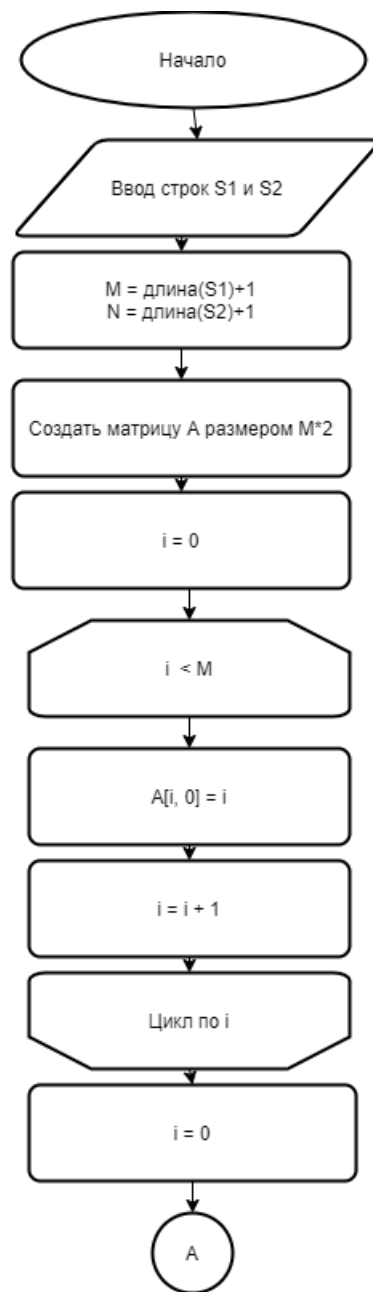 Начало
Ввод строк S1 и S2
M = длина(S1)+1
N = длина(S2)+1
Создать матрицу A размером M*2
i = 0
i < M
A[i, 0] = i
i = i + 1
Цикл по i
i = 0
A